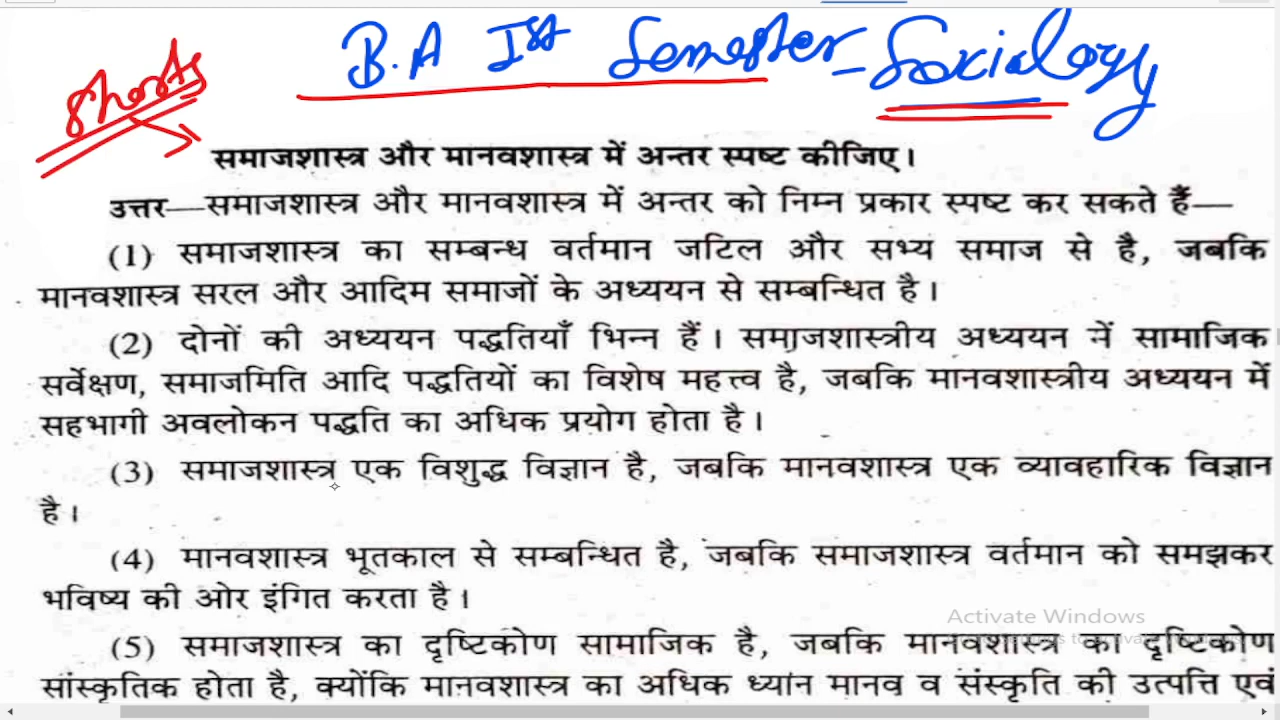 B.A Ist Semester - Sociology
Shorts
समाजशास्त्र और मानवशास्त्र में अन्तर स्पष्ट कीजिए।
उत्तर—समाजशास्त्र और मानवशास्त्र में अन्तर को निम्न प्रकार स्पष्ट कर सकते हैं—
(1) समाजशास्त्र का सम्बन्ध वर्तमान जटिल और सभ्य समाज से है, जबकि
मानवशास्त्र सरल और आदिम समाजों के अध्ययन से सम्बन्धित है।
(2) दोनों की अध्ययन पद्धतियाँ भिन्न हैं। समाजशास्त्रीय अध्ययन में सामाजिक
सर्वेक्षण, समाजमिति आदि पद्धतियों का विशेष महत्त्व है, जबकि मानवशास्त्रीय अध्ययन में
सहभागी अवलोकन पद्धति का अधिक प्रयोग होता है।
(3) समाजशास्त्र एक विशुद्ध विज्ञान है, जबकि मानवशास्त्र एक व्यावहारिक विज्ञान
है।
(4) मानवशास्त्र भूतकाल से सम्बन्धित है, जबकि समाजशास्त्र वर्तमान को समझकर
भविष्य की ओर इंगित करता है।
Activate Windows
(5) समाजशास्त्र का दृष्टिकोण सामाजिक है, जबकि मानवशास्त्र का दृष्टिकोण
सांस्कृतिक होता है, क्योंकि मानवशास्त्र का अधिक ध्यान मानव व संस्कृति की उत्पत्ति एवं